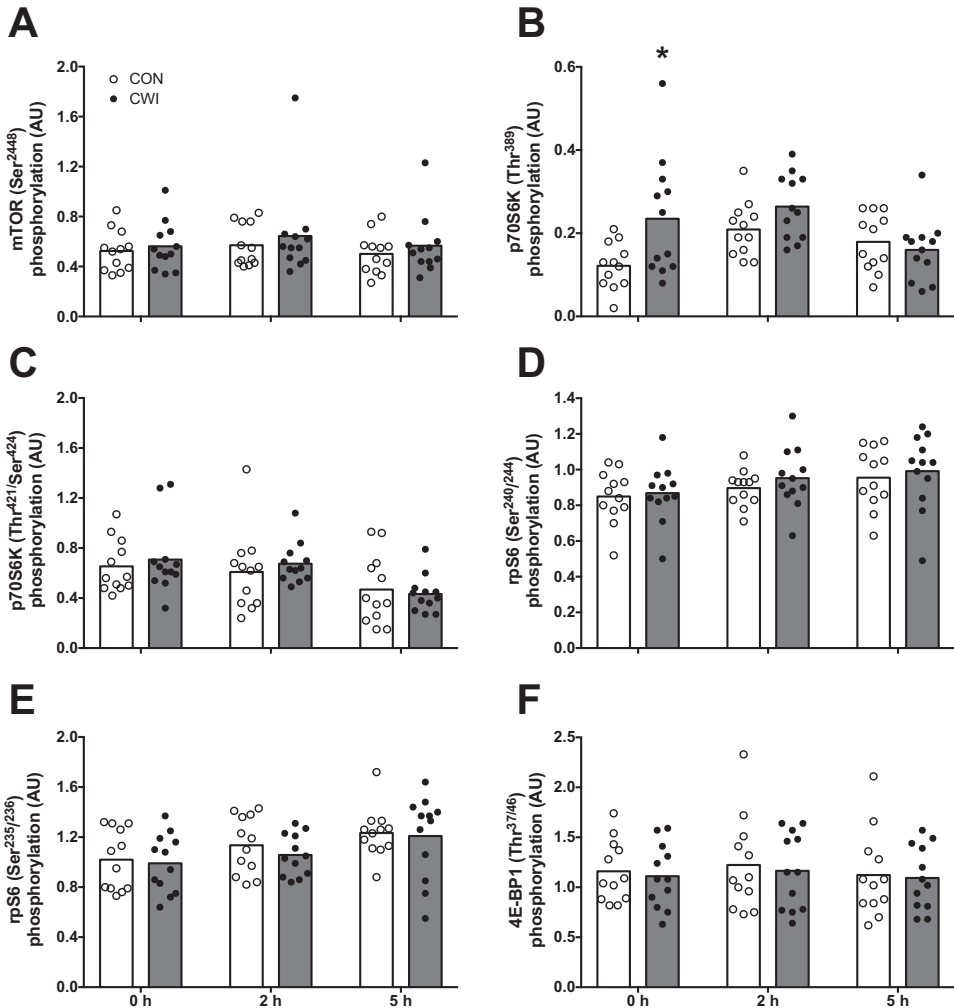 A
mTOR (Ser2448)
phosphorylation (AU)
2.0
1.6
1.2
0.8
0.4
0.0
CON
CWI
B
*
p70S6K (Thr389)
phosphorylation (AU)
0.6
0.4
0.2
0.0
C
p70S6K (Thr421/Ser424)
phosphorylation (AU)
2.0
1.6
1.2
0.8
0.4
0.0
D
rpS6 (Ser240/244)
phosphorylation (AU)
1.4
1.2
1.0
0.8
0.6
0.4
0.2
0.0
E
rpS6 (Ser235/236)
phosphorylation (AU)
2.0
1.6
1.2
0.8
0.4
0.0
0 h 2 h 5 h
F
4E-BP1 (Thr37/46)
phosphorylation (AU)
2.5
2.0
1.5
1.0
0.5
0.0
0 h 2 h 5 h